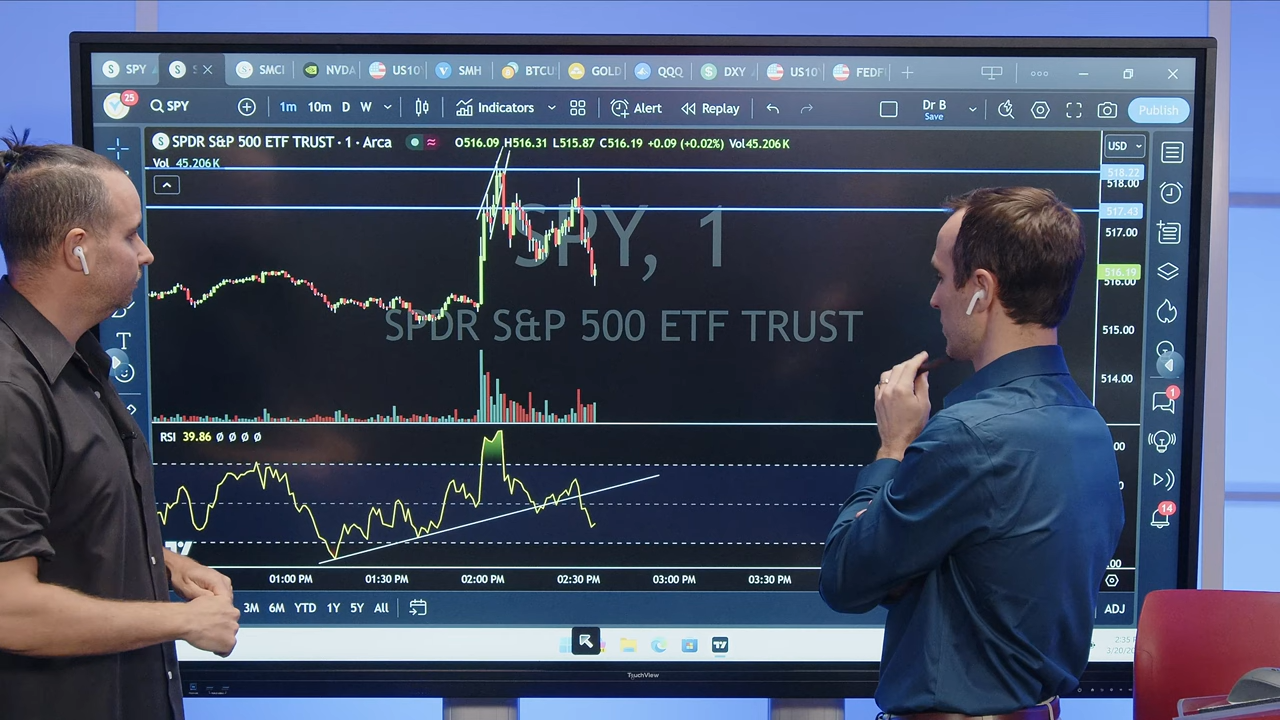 SPY SMCI NVDA US10 SMH BTCU GOLD QQQ DXY US10 FEDF
25 SPY 1m 10m D W Indicators Alert Replay Dr B Save Publish
SPDR S&P 500 ETF TRUST · 1 · Arca O516.09 H516.31 L515.87 C516.19 +0.09 (+0.02%) Vol45.206K USD
Vol 45.206K
518.22
518.00
517.43
517.00
516.19
516.00
515.00
514.00
SPY, 1
SPDR S&P 500 ETF TRUST
1
RSI 39.86 Ø Ø Ø Ø
14
01:00 PM 01:30 PM 02:00 PM 02:30 PM 03:00 PM 03:30 PM
3M 6M YTD 1Y 5Y All ADJ
TouchView